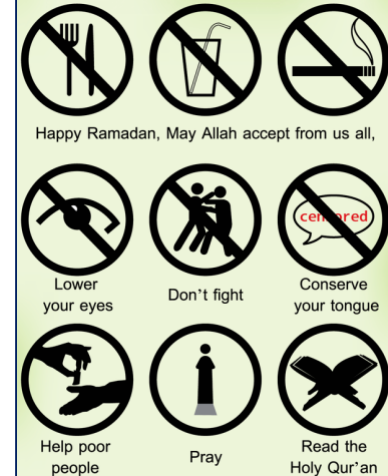 Happy Ramadan, May Allah accept from us all,
censored
Lower
your eyes
Don't fight
Conserve
your tongue
Help poor
people
Pray
Read the
Holy Qur'an